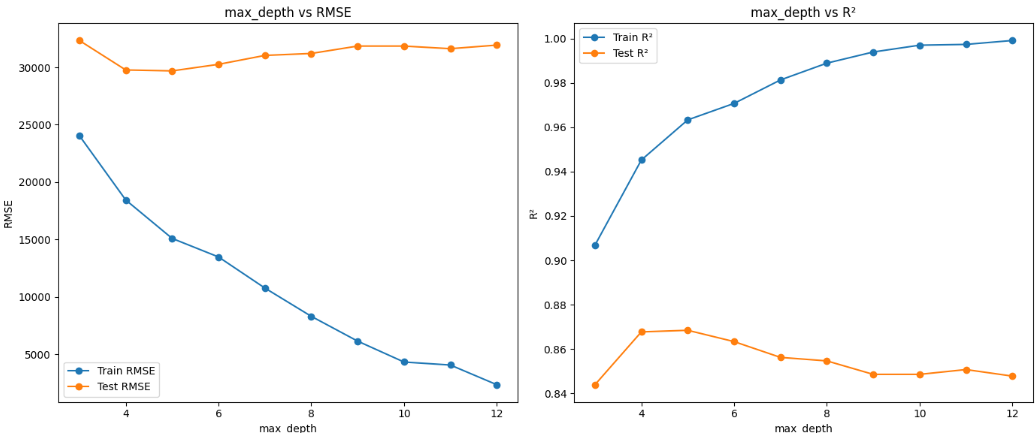 max_depth vs RMSE
RMSE
30000
25000
20000
15000
10000
5000
Train RMSE
Test RMSE
4
6
8
10
12
max_depth
max_depth vs R²
R²
1.00
0.98
0.96
0.94
0.92
0.90
0.88
0.86
0.84
Train R²
Test R²
4
6
8
10
12
max_depth